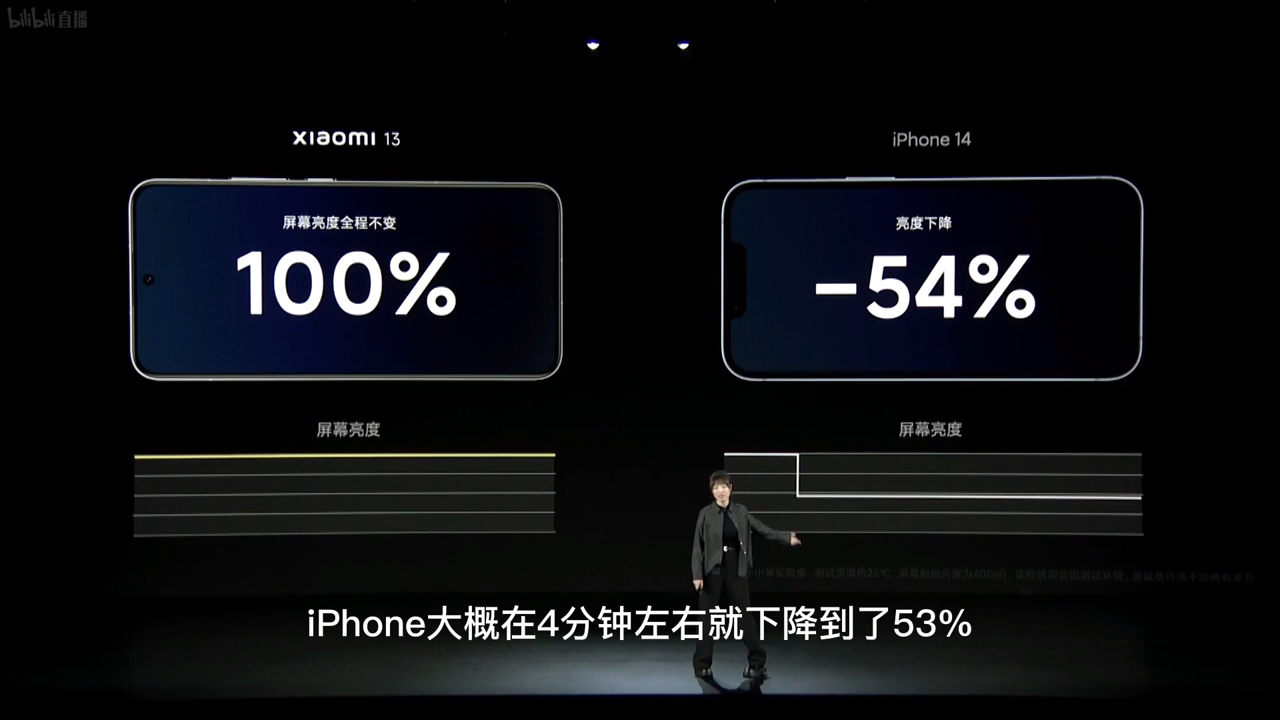 bilibili直播
xiaomi 13
iPhone 14
屏幕亮度全程不变
100%
亮度下降
-54%
屏幕亮度
屏幕亮度
iPhone大概在4分钟左右就下降到了53%